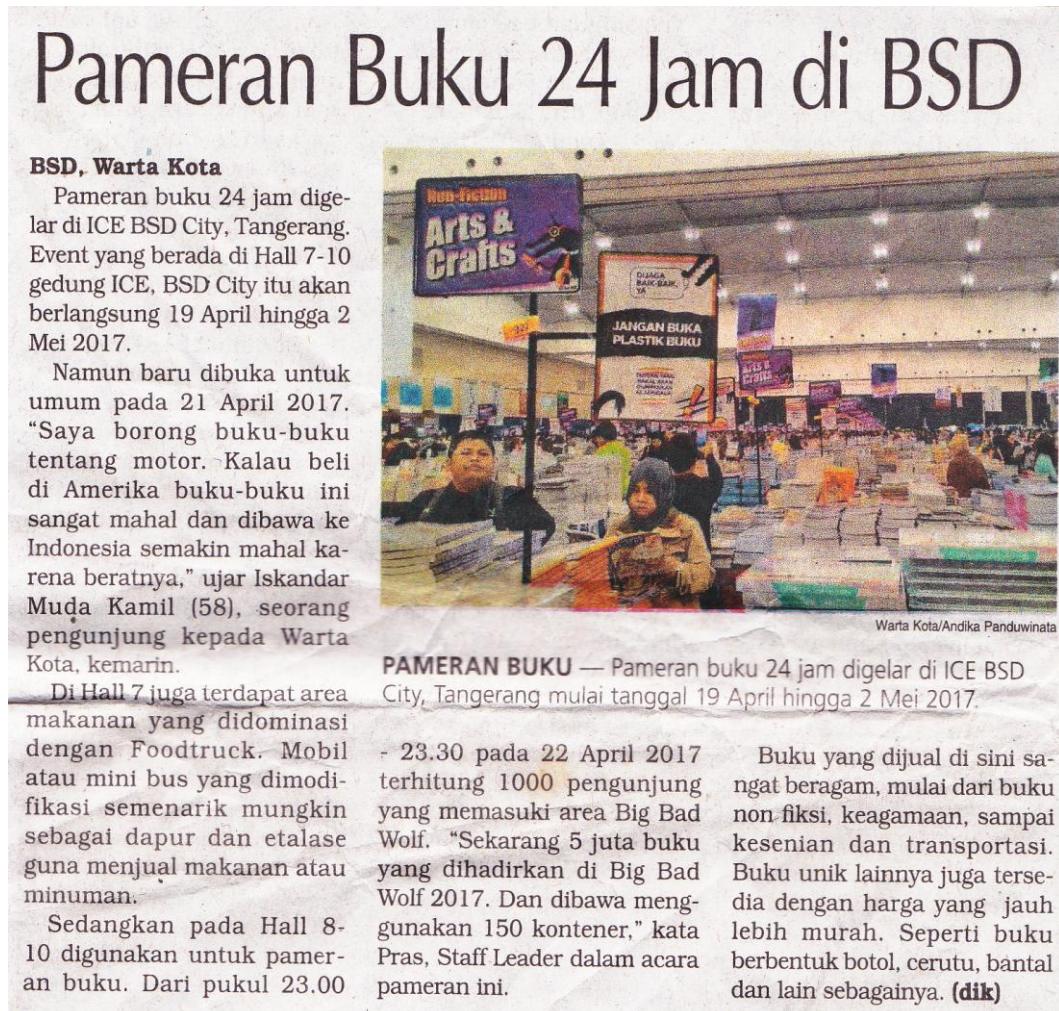 Pameran Buku 24 Jam di BSD
BSD, Warta Kota
Pameran buku 24 jam dige-
lar di ICE BSD City, Tangerang.
Event yang berada di Hall 7-10
gedung ICE, BSD City itu akan
berlangsung 19 April hingga 2
Mei 2017.
Namun baru dibuka untuk
umum pada 21 April 2017.
“Saya borong buku-buku
tentang motor. Kalau beli
di Amerika buku-buku ini
sangat mahal dan dibawa ke
Indonesia semakin mahal ka-
rena beratnya,” ujar Iskandar
Muda Kamil (58), seorang
pengunjung kepada Warta
Kota, kemarin.
Di Hall 7 juga terdapat area
makanan yang didominasi
dengan Foodtruck. Mobil
atau mini bus yang dimodi-
fikasi semenarik mungkin
sebagai dapur dan etalase
guna menjual makanan atau
minuman.
Sedangkan pada Hall 8-
10 digunakan untuk pamer-
an buku. Dari pukul 23.00
Non-Fiction
Arts &
Crafts
DIJAGA
BAIK-BAIK,
YA
JANGAN BUKA
PLASTIK BUKU
Arts &
Crafts
Warta Kota/Andika Panduwinata
PAMERAN BUKU — Pameran buku 24 jam digelar di ICE BSD
City, Tangerang mulai tanggal 19 April hingga 2 Mei 2017.
- 23.30 pada 22 April 2017
terhitung 1000 pengunjung
yang memasuki area Big Bad
Wolf. “Sekarang 5 juta buku
yang dihadirkan di Big Bad
Wolf 2017. Dan dibawa meng-
gunakan 150 kontener,” kata
Pras, Staff Leader dalam acara
pameran ini.
Buku yang dijual di sini sa-
ngat beragam, mulai dari buku
non fiksi, keagamaan, sampai
kesenian dan transportasi.
Buku unik lainnya juga terse-
dia dengan harga yang jauh
lebih murah. Seperti buku
berbentuk botol, cerutu, bantal
dan lain sebagainya. (dik)